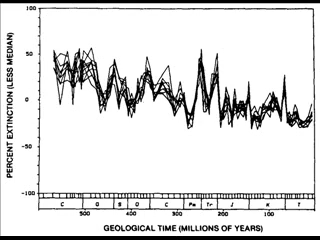 PERCENT EXTINCTION (LESS MEDIAN)
100
50
0
-50
-100
C O S D C Pm Tr J K T
500 400 300 200 100
GEOLOGICAL TIME (MILLIONS OF YEARS)